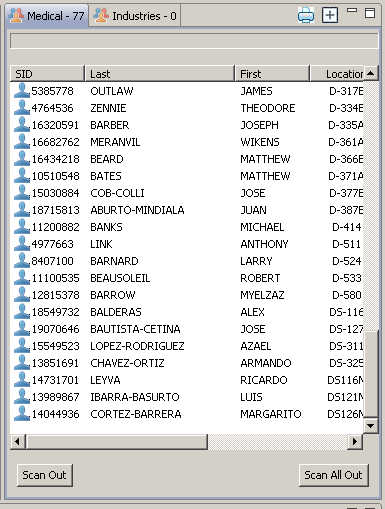 Medical - 77 Industries - 0
SID Last First Location
5385778 OUTLAW JAMES D-317E
4764536 ZENNIE THEODORE D-334E
16320591 BARBER JOSEPH D-335A
16682762 MERANVIL WIKENS D-361A
16434218 BEARD MATTHEW D-366E
10510548 BATES MATTHEW D-371A
15030884 COB-COLLI JOSE D-377E
18715813 ABURTO-MINDIALA JUAN D-387E
11200882 BANKS MICHAEL D-414
4977663 LINK ANTHONY D-511
8407100 BARNARD LARRY D-524
11100535 BEAUSOLEIL ROBERT D-533
12815378 BARROW MYELZAZ D-580
18549732 BALDERAS ALEX DS-116
19070646 BAUTISTA-CETINA JOSE DS-127
15549523 LOPEZ-RODRIGUEZ AZAEL DS-311
13851691 CHAVEZ-ORTIZ ARMANDO DS-325
14731701 LEYVA RICARDO DS116M
13989867 IBARRA-BASURTO LUIS DS121M
14044936 CORTEZ-BARRERA MARGARITO DS126M
Scan Out Scan All Out